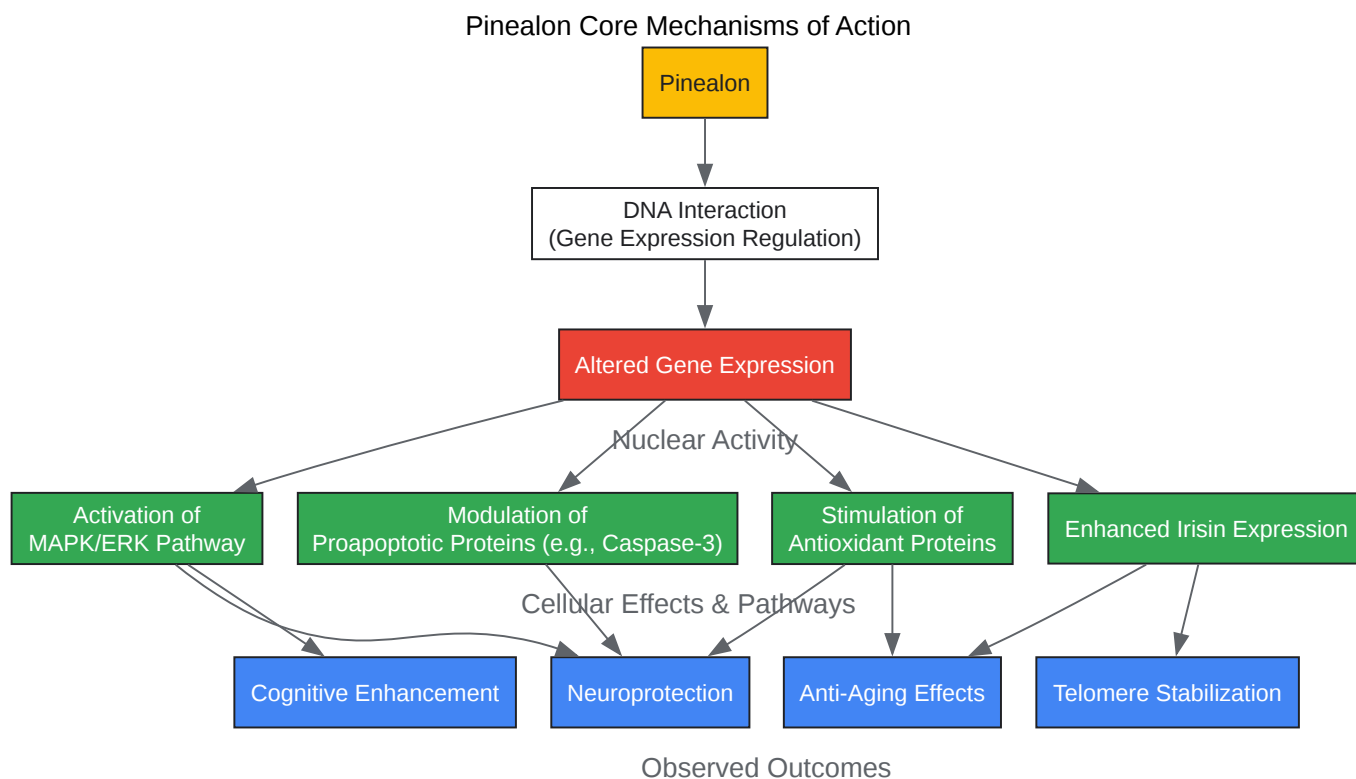 Pinealon Core Mechanisms of Action
Pinealon
DNA Interaction
(Gene Expression Regulation)
Altered Gene Expression
Nuclear Activity
Activation of
MAPK/ERK Pathway
Modulation of
Proapoptotic Proteins (e.g., Caspase-3)
Stimulation of
Antioxidant Proteins
Enhanced Irisin Expression
Cellular Effects & Pathways
Cognitive Enhancement
Neuroprotection
Anti-Aging Effects
Telomere Stabilization
Observed Outcomes